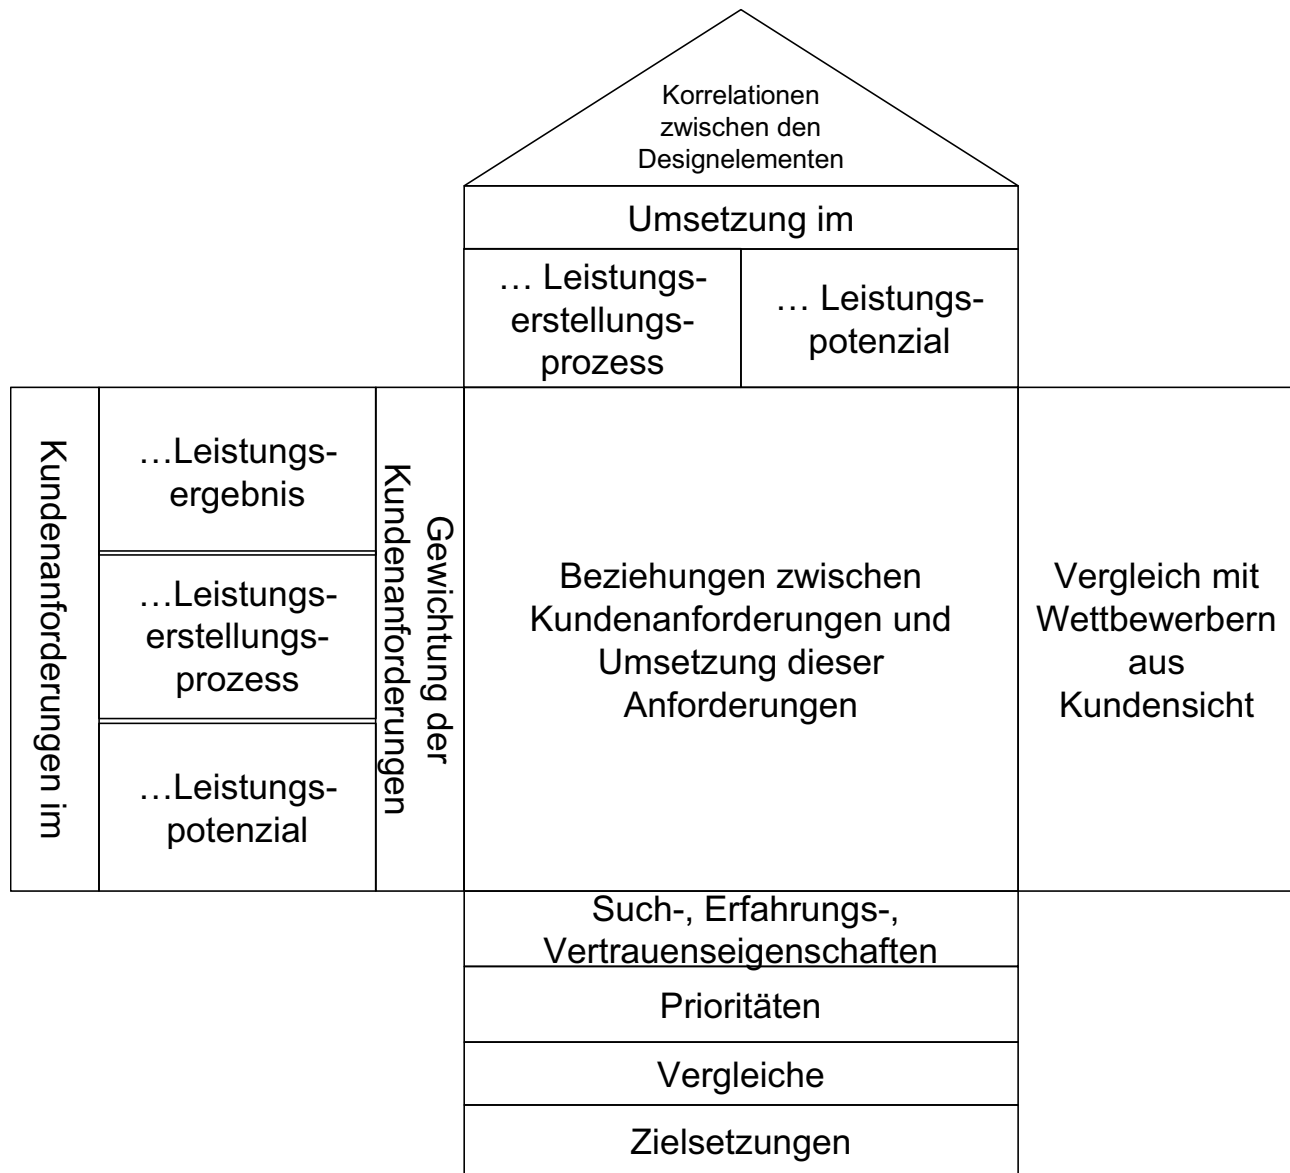 Korrelationen
zwischen den
Designelementen
Umsetzung im
… Leistungs-
erstellungs-
prozess
… Leistungs-
potenzial
Kundenanforderungen im
…Leistungs-
ergebnis
…Leistungs-
erstellungs-
prozess
…Leistungs-
potenzial
Gewichtung der
Kundenanforderungen
Beziehungen zwischen
Kundenanforderungen und
Umsetzung dieser
Anforderungen
Vergleich mit
Wettbewerbern
aus
Kundensicht
Such-, Erfahrungs-,
Vertrauenseigenschaften
Prioritäten
Vergleiche
Zielsetzungen